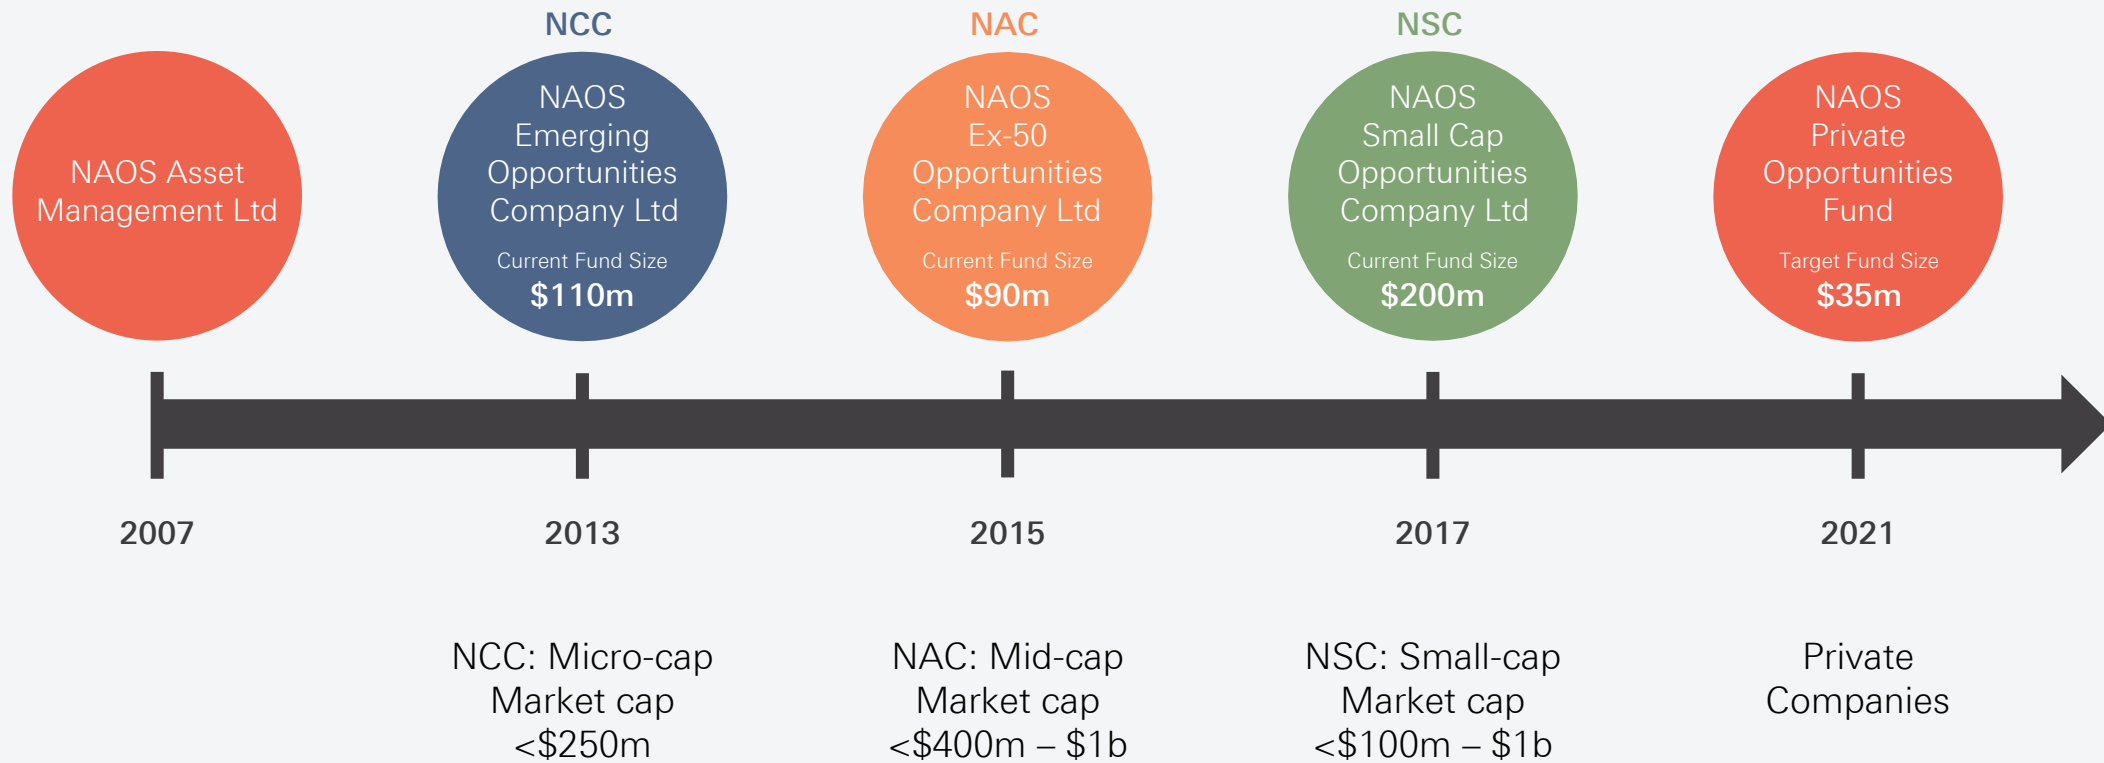 NCC
NAC
NSC
NAOS Asset
Management Ltd
NAOS
Emerging
Opportunities
Company Ltd
Current Fund Size
$110m
NAOS
Ex-50
Opportunities
Company Ltd
Current Fund Size
$90m
NAOS
Small Cap
Opportunities
Company Ltd
Current Fund Size
$200m
NAOS
Private
Opportunities
Fund
Target Fund Size
$35m
2007
2013
2015
2017
2021
NCC: Micro-cap
Market cap
<$250m
NAC: Mid-cap
Market cap
<$400m – $1b
NSC: Small-cap
Market cap
<$100m – $1b
Private
Companies